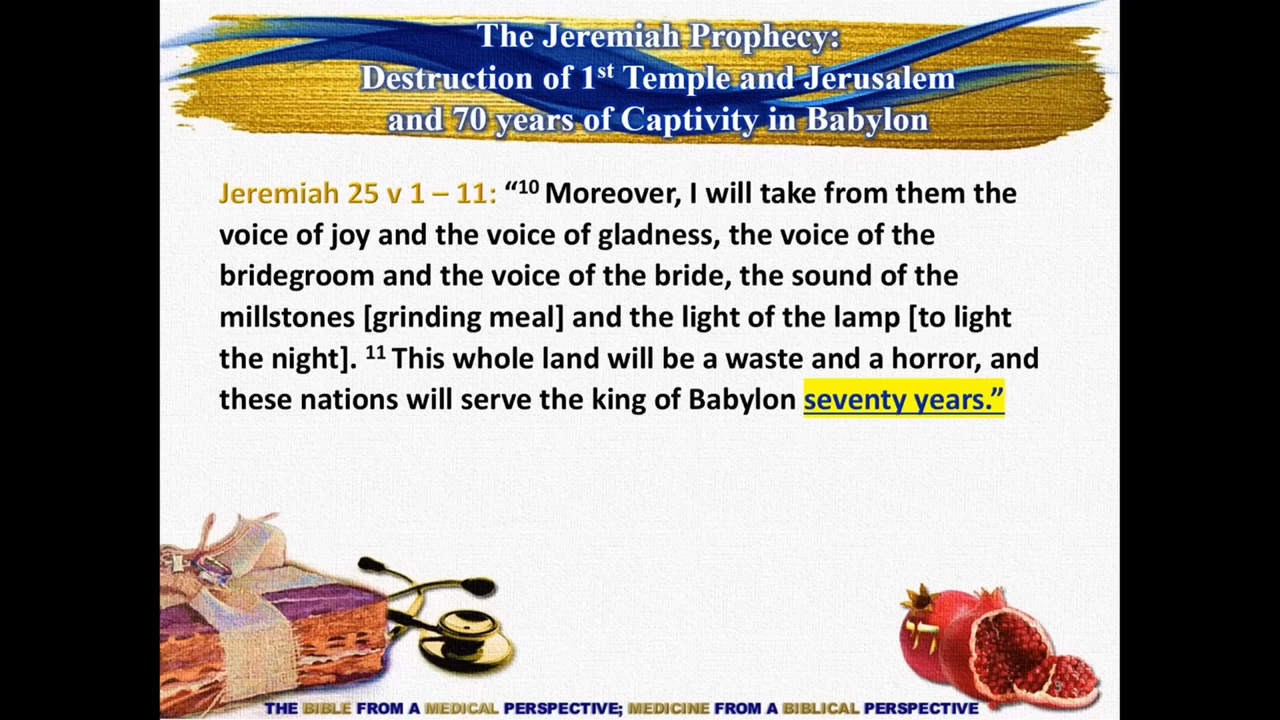 The Jeremiah Prophecy:
Destruction of 1st Temple and Jerusalem
and 70 years of Captivity in Babylon
Jeremiah 25 v 1 – 11: “10 Moreover, I will take from them the
voice of joy and the voice of gladness, the voice of the
bridegroom and the voice of the bride, the sound of the
millstones [grinding meal] and the light of the lamp [to light
the night]. 11 This whole land will be a waste and a horror, and
these nations will serve the king of Babylon seventy years.”
THE BIBLE FROM A MEDICAL PERSPECTIVE; MEDICINE FROM A BIBLICAL PERSPECTIVE